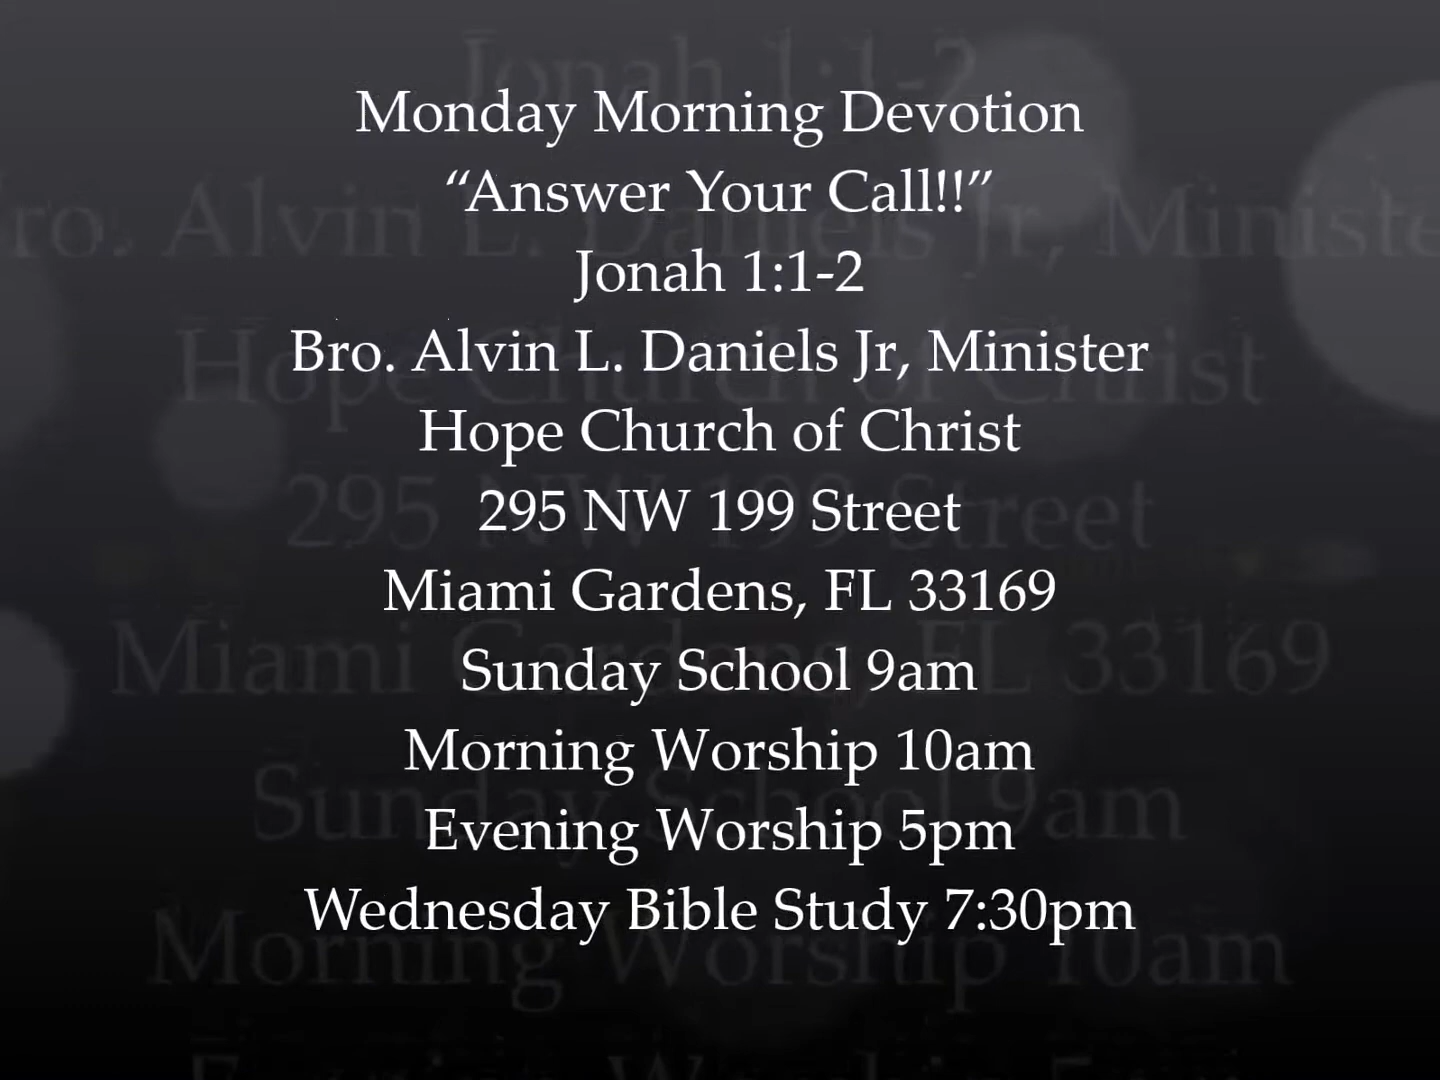 Monday Morning Devotion
“Answer Your Call!!”
Jonah 1:1-2
Bro. Alvin L. Daniels Jr, Minister
Hope Church of Christ
295 NW 199 Street
Miami Gardens, FL 33169
Sunday School 9am
Morning Worship 10am
Evening Worship 5pm
Wednesday Bible Study 7:30pm